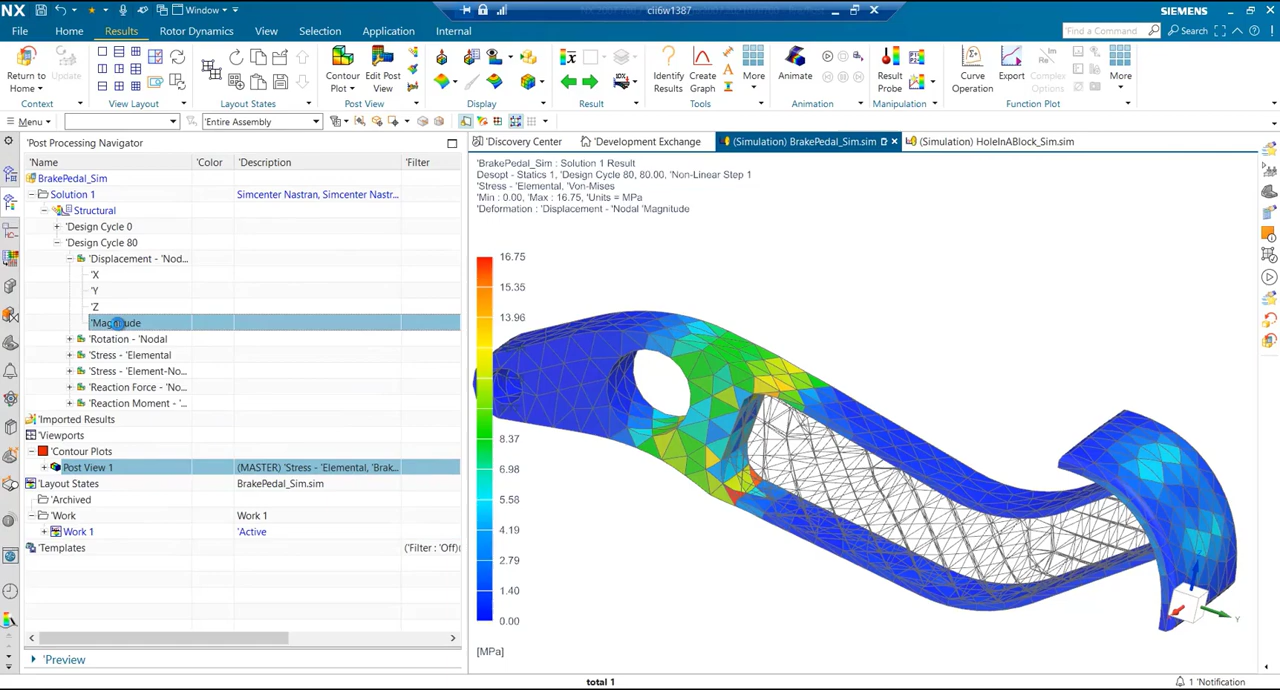 NX
Window
cii6w1387
SIEMENS
File
Home
Results
Rotor Dynamics
View
Selection
Application
Internal
Find a Command
Search
Return to
Home
Update
Contour
Plot
Edit Post
View
Identify
Results
Create
Graph
More
Animate
Result
Probe
Curve
Operation
Export
Complex
Options
More
Context
View Layout
Layout States
Post View
Display
Result
Tools
Animation
Manipulation
Function Plot
Menu
'Entire Assembly
'Post Processing Navigator
'Discovery Center
'Development Exchange
(Simulation) BrakePedal_Sim.sim
(Simulation) HoleInABlock_Sim.sim
'Name
'Color
'Description
'Filter
BrakePedal_Sim
Solution 1
Simcenter Nastran, Simcenter Nastr...
'Structural
'Design Cycle 0
'Design Cycle 80
'Displacement - 'Nod...
'X
'Y
'Z
'Magnitude
'Rotation - 'Nodal
'Stress - 'Elemental
'Stress - 'Element-No...
'Reaction Force - 'No...
'Reaction Moment - '...
'Imported Results
'Viewports
'Contour Plots
Post View 1
(MASTER) 'Stress - 'Elemental, 'Brak...
'Layout States
BrakePedal_Sim.sim
'Archived
'Work
Work 1
Work 1
'Active
'Templates
('Filter : 'Off)(
'Preview
'BrakePedal_Sim : Solution 1 Result
Desopt - Statics 1, 'Design Cycle 80, 80.00, 'Non-Linear Step 1
'Stress - 'Elemental, 'Von-Mises
'Min : 0.00, 'Max : 16.75, 'Units = MPa
'Deformation : 'Displacement - 'Nodal 'Magnitude
16.75
15.35
13.96
8.37
6.98
5.58
4.19
2.79
1.40
0.00
[MPa]
Y
total 1
1 'Notification